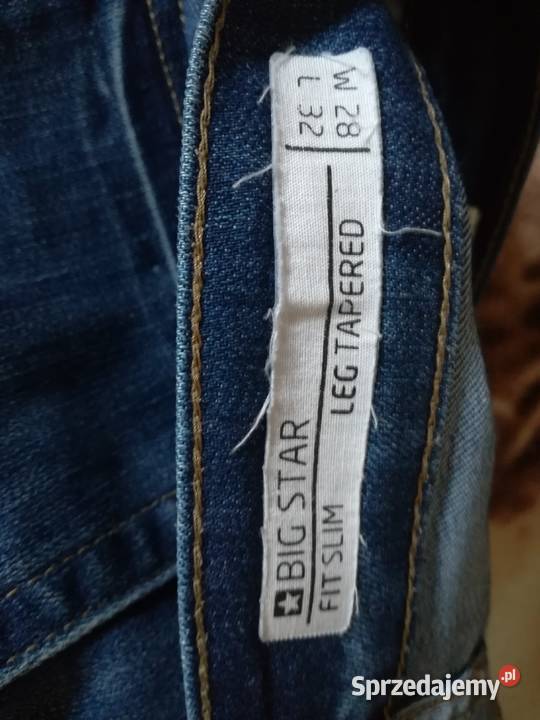 BIG STAR
FIT SLIM LEG TAPERED
W 28
L 32
Sprzedajemy.pl